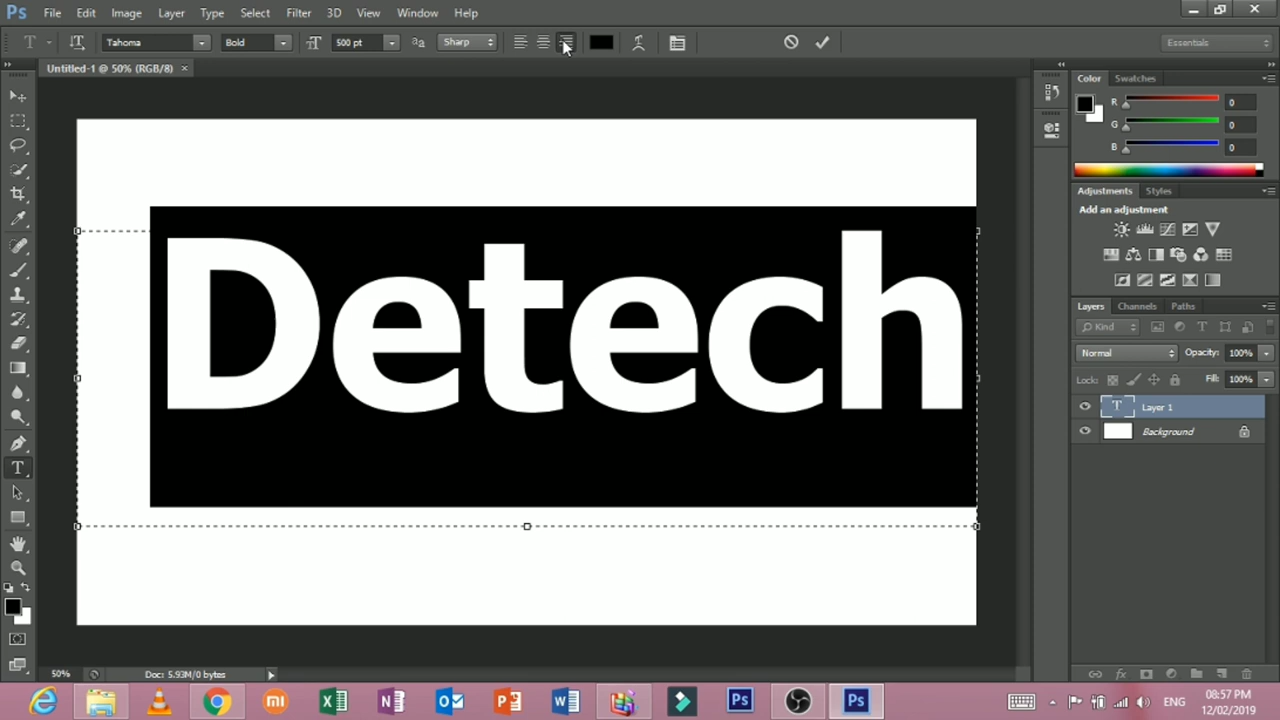 Ps File Edit Image Layer Type Select Filter 3D View Window Help
T Tahoma Bold 500 pt aa Sharp Essentials
Untitled-1 @ 50% (RGB/8) ×
Color Swatches
R 0
G 0
B 0
Adjustments Styles
Add an adjustment
Layers Channels Paths
Kind
Normal Opacity: 100%
Lock: Fill: 100%
T Layer 1
Background
Detech
T
50% Doc: 5.93M/0 bytes
ENG 08:57 PM
12/02/2019